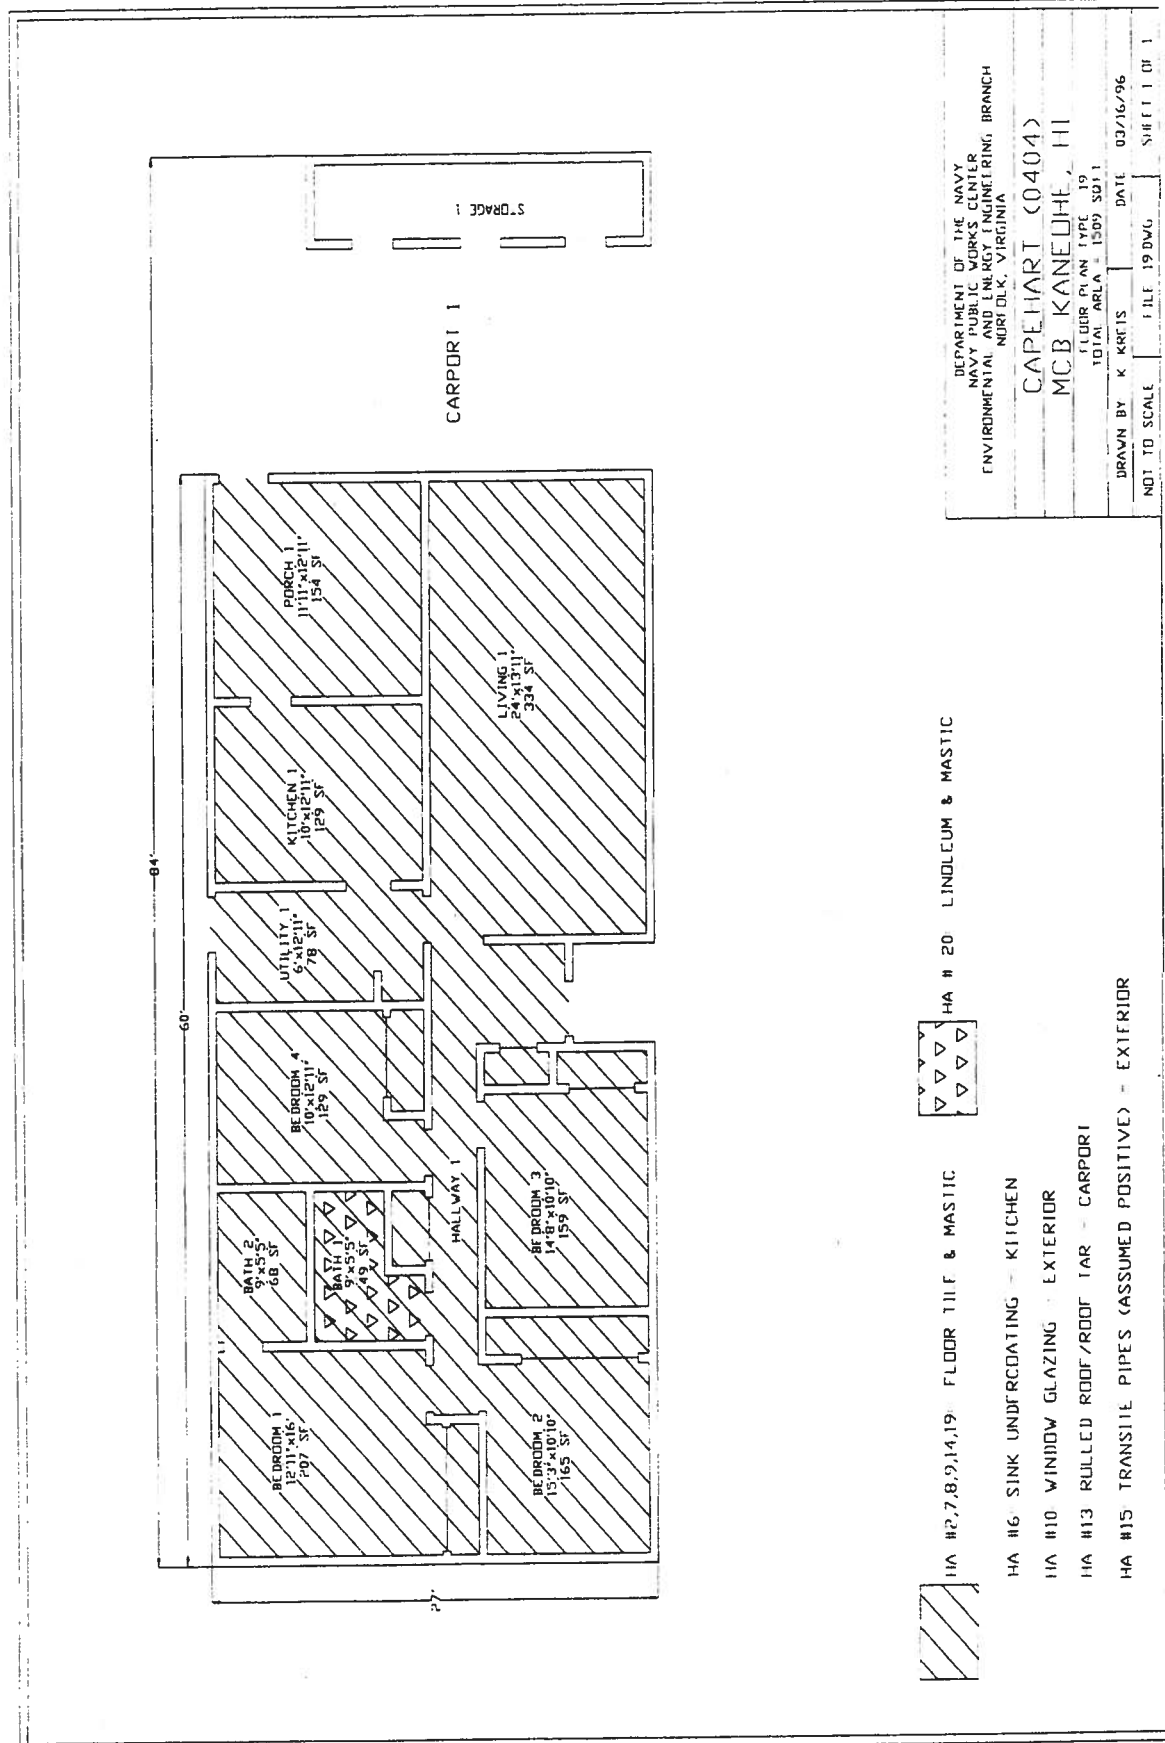 84'
60'
STORAGE 1
CARPORT 1
PORCH 1
11'11"x12'11"
154 SF
LIVING 1
24'x13'11"
334 SF
KITCHEN 1
10'x12'11"
129 SF
UTILITY 1
6'x12'11"
78 SF
BEDROOM 4
10'x12'11"
129 SF
HALLWAY 1
BEDROOM 3
14'8"x10'10"
159 SF
BATH 2
9'x5'5"
68 SF
BATH 1
9'x5'5"
49 SF
BEDROOM 1
12'11"x16'
207 SF
BEDROOM 2
15'3"x10'10"
165 SF
HA #2,7,8,9,14,19 FLOOR TILE & MASTIC
HA # 20 LINOLEUM & MASTIC
HA #6 SINK UNDERCOATING - KITCHEN
HA #10 WINDOW GLAZING - EXTERIOR
HA #13 ROLLED ROOF/ROOF TAR - CARPORT
HA #15 TRANSITE PIPES (ASSUMED POSITIVE) - EXTERIOR
DEPARTMENT OF THE NAVY
NAVY PUBLIC WORKS CENTER
ENVIRONMENTAL AND ENERGY ENGINEERING BRANCH
NORFOLK, VIRGINIA
CAPEHART (0404)
MCB KANEOHE, HI
FLOOR PLAN TYPE 19
TOTAL AREA = 1509 SQFT
DRAWN BY K KREIS DATE 03/16/96
NOT TO SCALE FILE 19DWG SHEET 1 OF 1